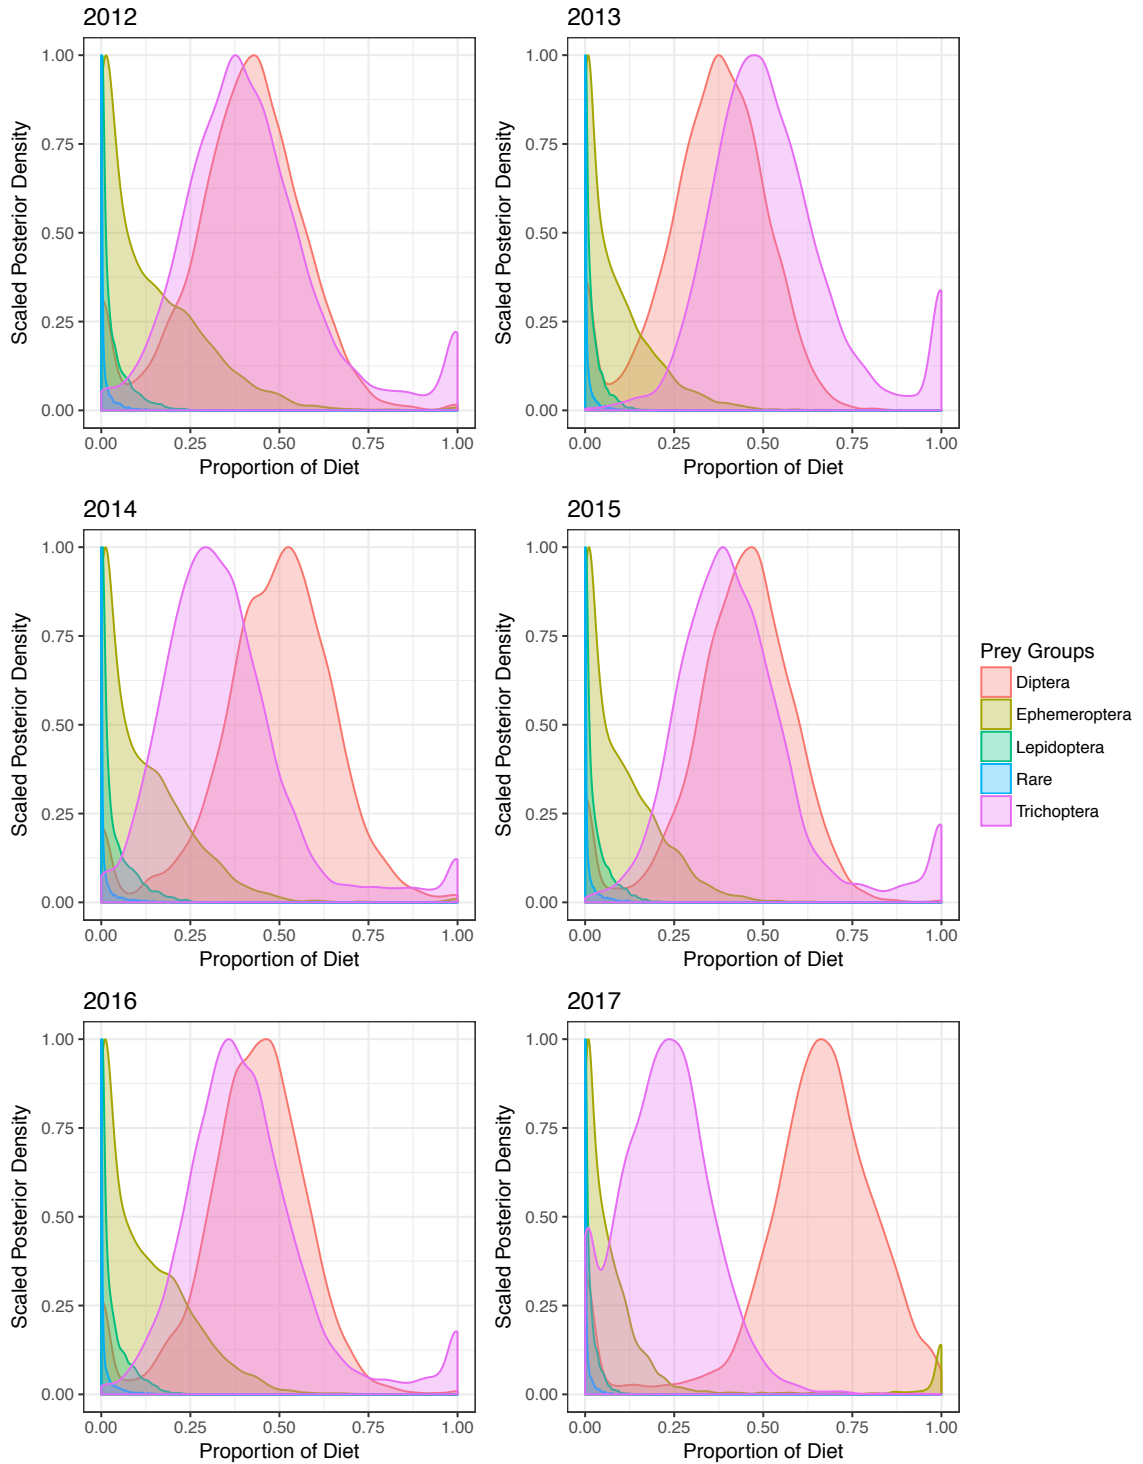 2012
1.00
0.75
0.50
0.25
0.00
Scaled Posterior Density
0.00 0.25 0.50 0.75 1.00
Proportion of Diet
2013
1.00
0.75
0.50
0.25
0.00
Scaled Posterior Density
0.00 0.25 0.50 0.75 1.00
Proportion of Diet
2014
1.00
0.75
0.50
0.25
0.00
Scaled Posterior Density
0.00 0.25 0.50 0.75 1.00
Proportion of Diet
2015
1.00
0.75
0.50
0.25
0.00
Scaled Posterior Density
0.00 0.25 0.50 0.75 1.00
Proportion of Diet
Prey Groups
Diptera
Ephemeroptera
Lepidoptera
Rare
Trichoptera
2016
1.00
0.75
0.50
0.25
0.00
Scaled Posterior Density
0.00 0.25 0.50 0.75 1.00
Proportion of Diet
2017
1.00
0.75
0.50
0.25
0.00
Scaled Posterior Density
0.00 0.25 0.50 0.75 1.00
Proportion of Diet